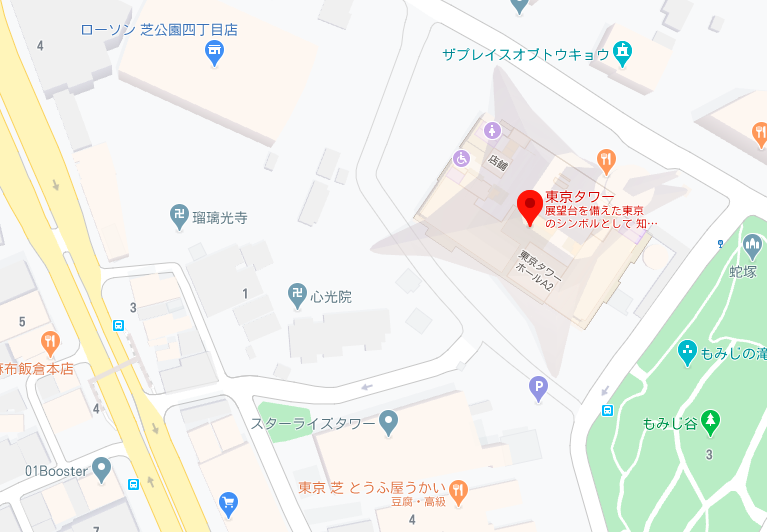 ローソン 芝公園四丁目店
4
ザプレイスオブトウキョウ
店舗
東京タワー
展望台を備えた東京
のシンボルとして 知…
瑠璃光寺
東京タワー
ホールA2
蛇塚
1
心光院
3
5
もみじの滝
麻布飯倉本店
P
4
スターライズタワー
もみじ谷
3
01Booster
東京 芝 とうふ屋うかい
豆腐・高級
4
7